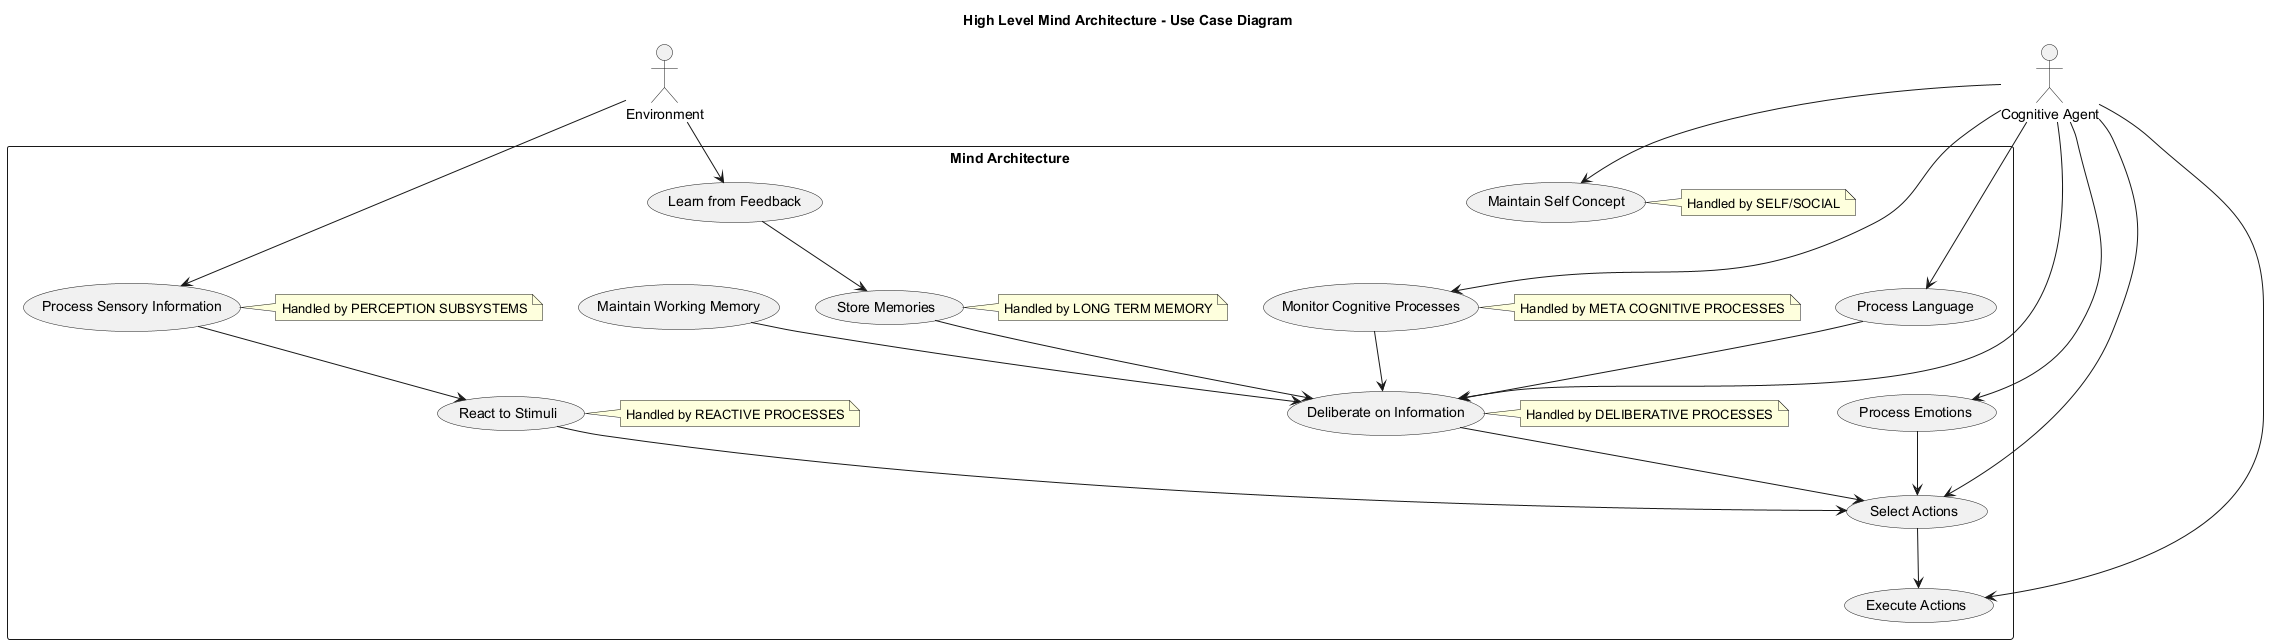 High Level Mind Architecture - Use Case Diagram
Environment
Cognitive Agent
Mind Architecture
Learn from Feedback
Maintain Self Concept
Handled by SELF/SOCIAL
Process Sensory Information
Handled by PERCEPTION SUBSYSTEMS
Maintain Working Memory
Store Memories
Handled by LONG TERM MEMORY
Monitor Cognitive Processes
Handled by META COGNITIVE PROCESSES
Process Language
React to Stimuli
Handled by REACTIVE PROCESSES
Deliberate on Information
Handled by DELIBERATIVE PROCESSES
Process Emotions
Select Actions
Execute Actions